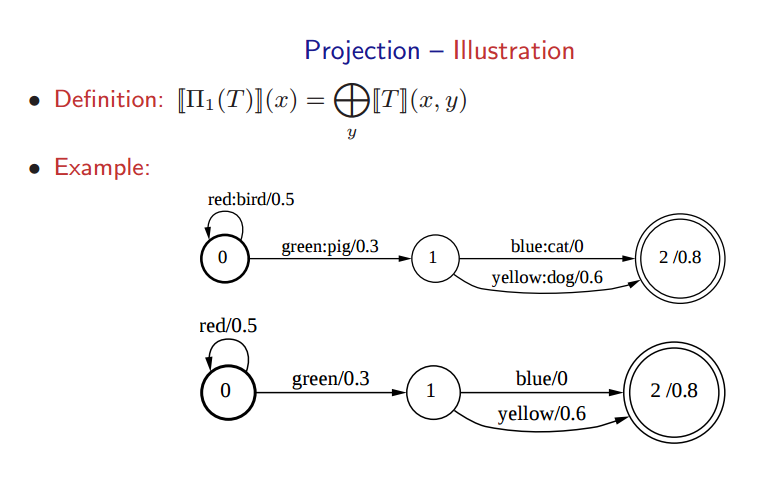 Projection – Illustration
• Definition: ⟦Π₁(T)⟧(x) = ⨁⟦T⟧(x, y)
y
• Example:
red:bird/0.5
0
green:pig/0.3
1
blue:cat/0
yellow:dog/0.6
2 /0.8
red/0.5
0
green/0.3
1
blue/0
yellow/0.6
2 /0.8